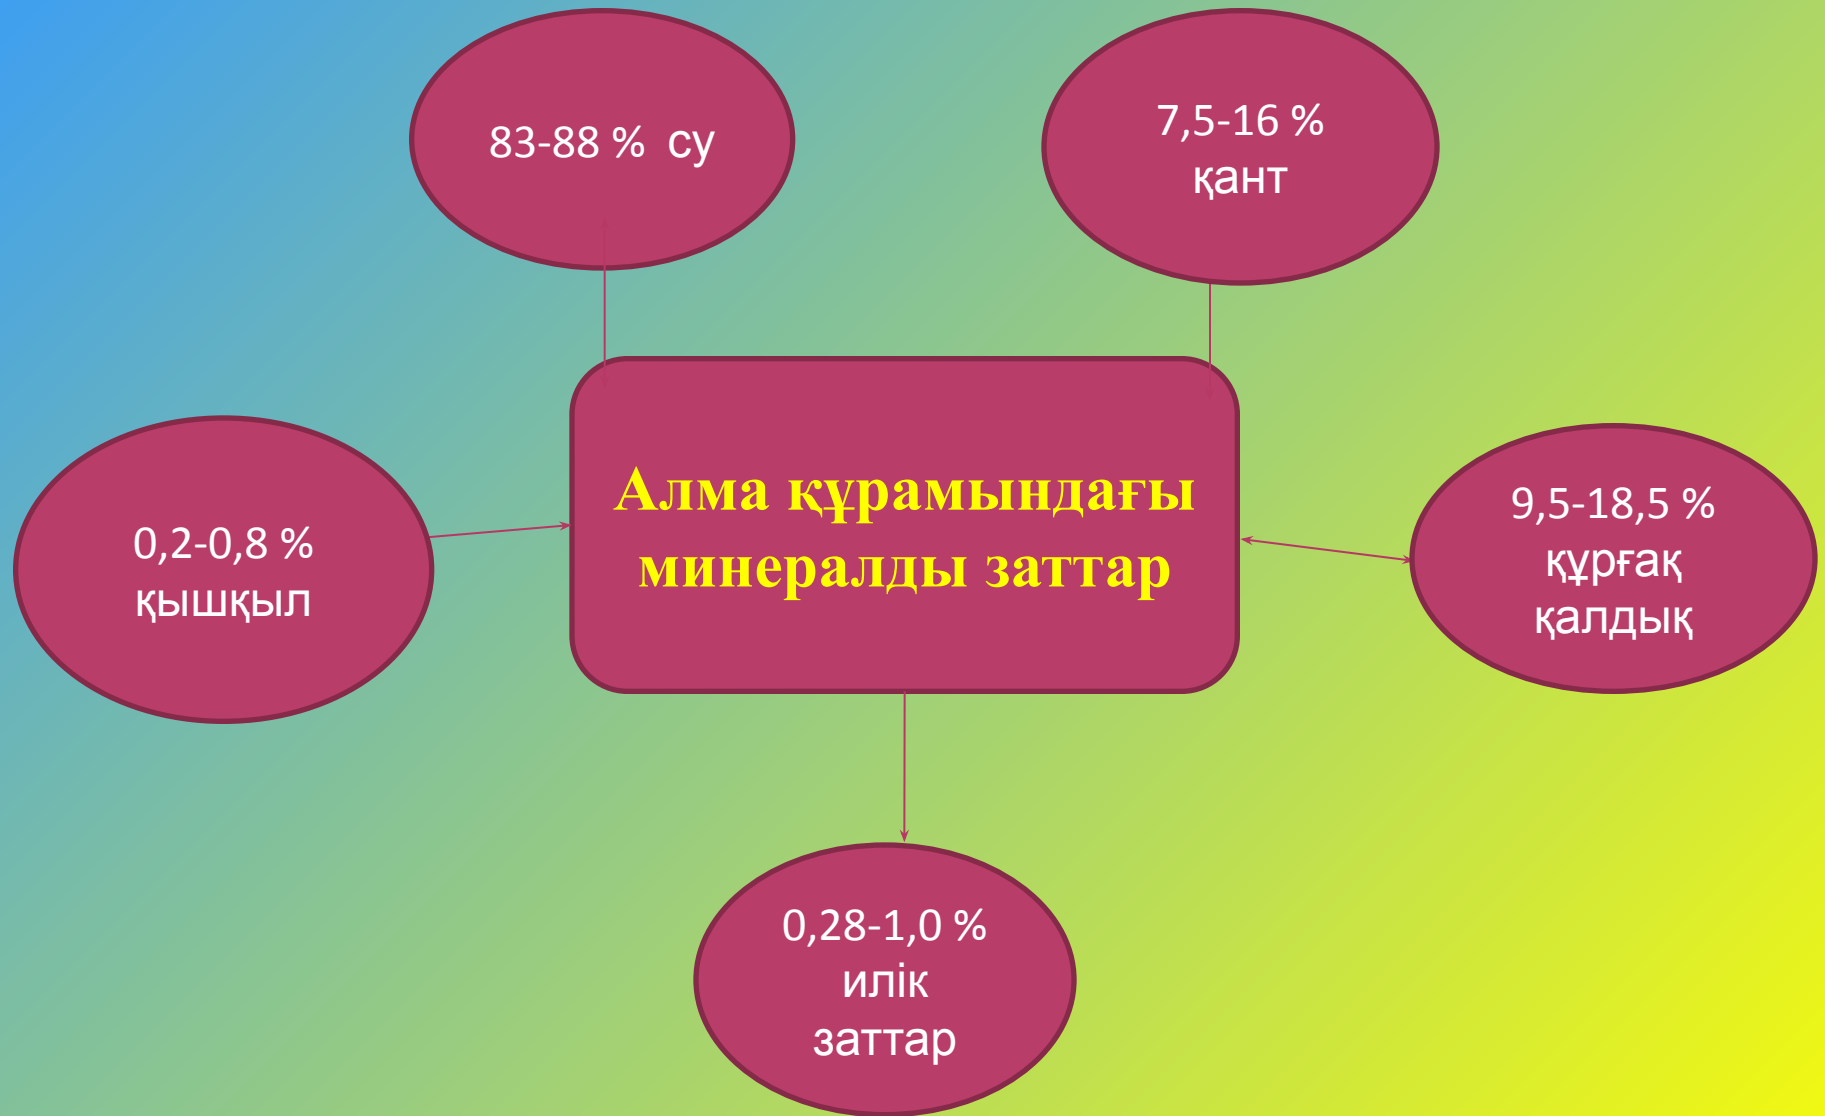 83-88 % су
7,5-16 %
қант
Алма құрамындағы
минералды заттар
0,2-0,8 %
қышқыл
9,5-18,5 %
құрғақ
қалдық
0,28-1,0 %
илік
заттар